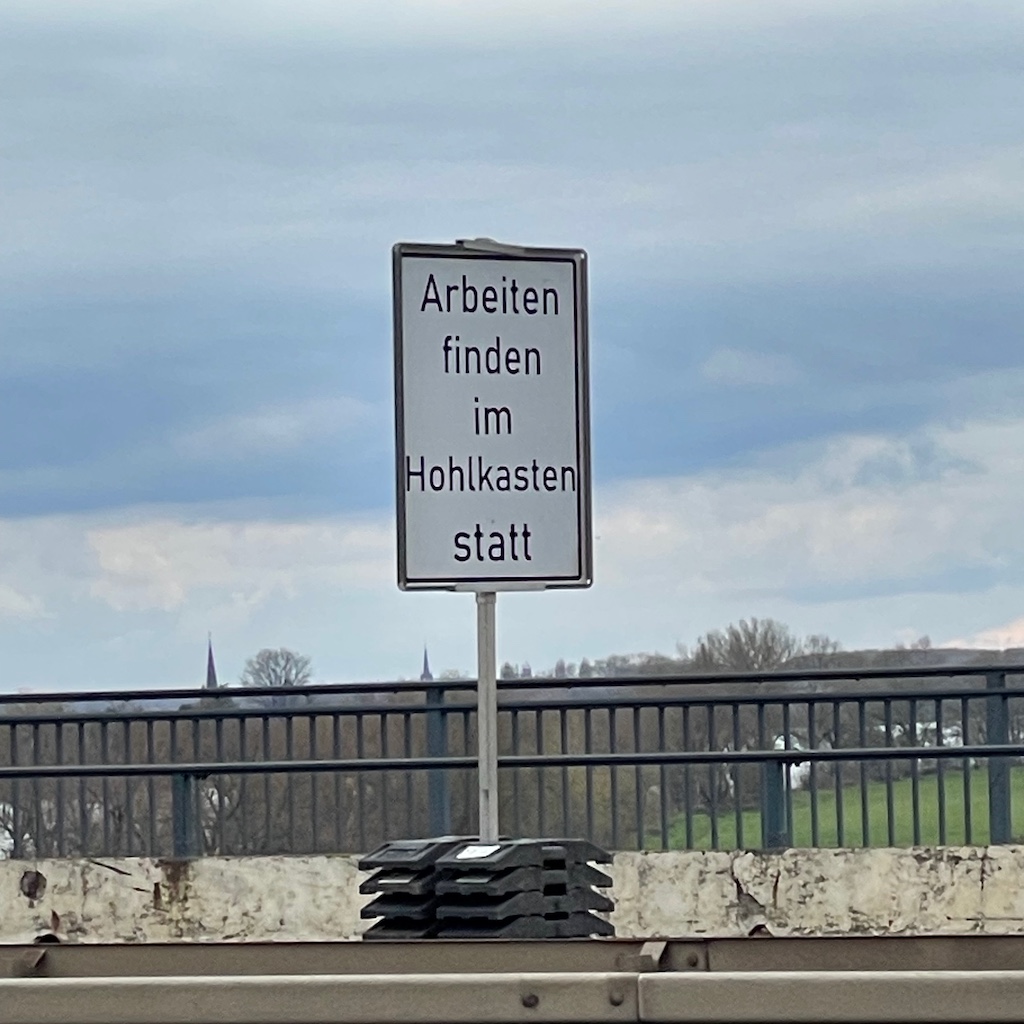 Arbeiten
finden
im
Hohlkasten
statt